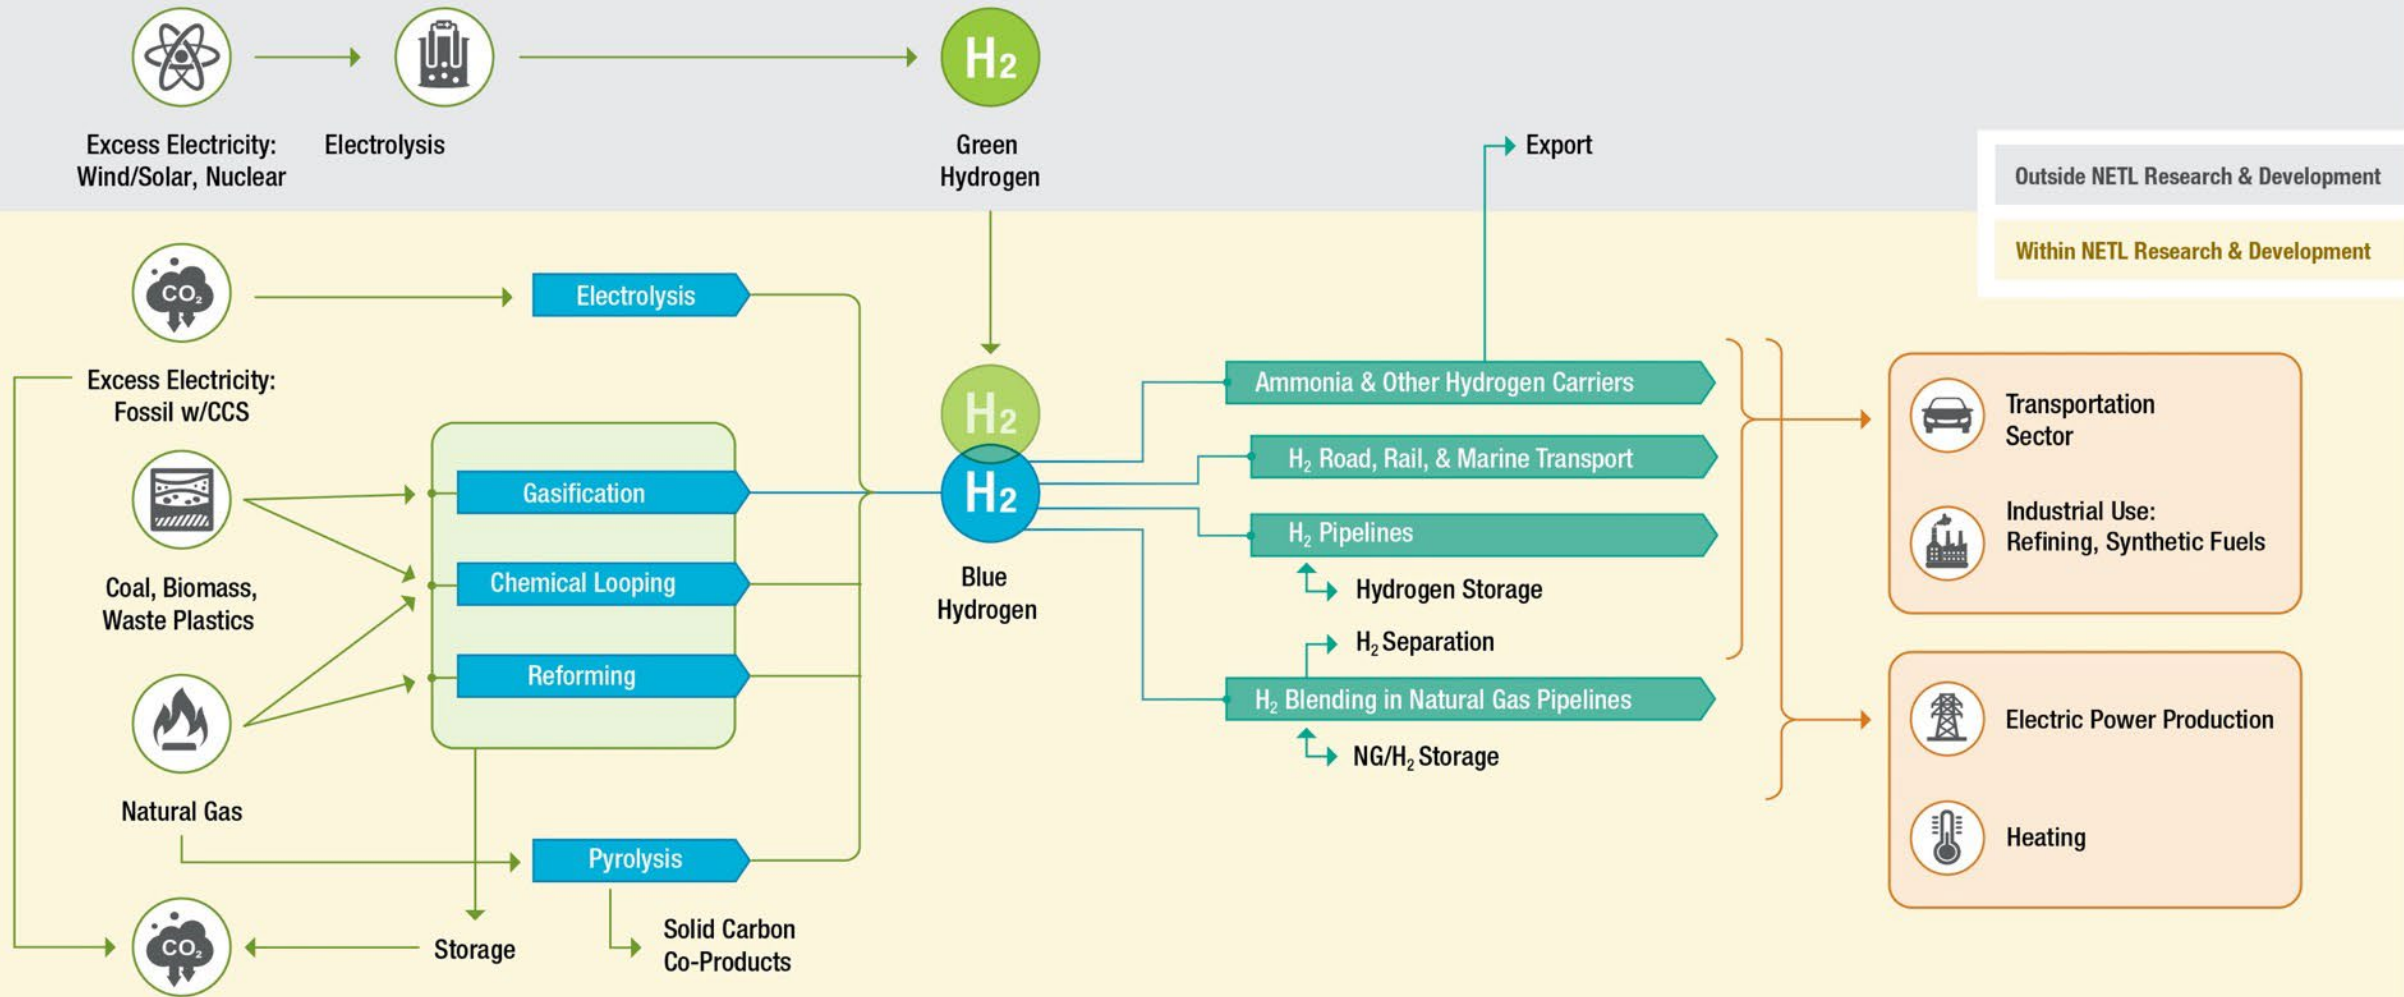 H2
Excess Electricity:
Wind/Solar, Nuclear
Electrolysis
Green
Hydrogen
Export
Outside NETL Research & Development
Within NETL Research & Development
CO₂
Excess Electricity:
Fossil w/CCS
Electrolysis
Coal, Biomass,
Waste Plastics
Gasification
Chemical Looping
Reforming
Natural Gas
Pyrolysis
Solid Carbon
Co-Products
Storage
CO₂
H2
H2
Blue
Hydrogen
Ammonia & Other Hydrogen Carriers
H₂ Road, Rail, & Marine Transport
H₂ Pipelines
Hydrogen Storage
H₂ Separation
H₂ Blending in Natural Gas Pipelines
NG/H₂ Storage
Transportation
Sector
Industrial Use:
Refining, Synthetic Fuels
Electric Power Production
Heating